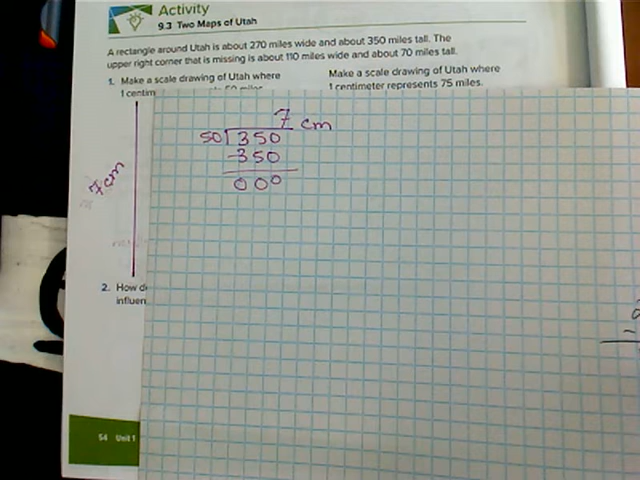 Activity
9.3 Two Maps of Utah
A rectangle around Utah is about 270 miles wide and about 350 miles tall. The
upper right corner that is missing is about 110 miles wide and about 70 miles tall.
1. Make a scale drawing of Utah where
1 centim
Make a scale drawing of Utah where
1 centimeter represents 75 miles.
7 cm
50 350
-350
000
7cm
2. How d
influen
54 Unit 1